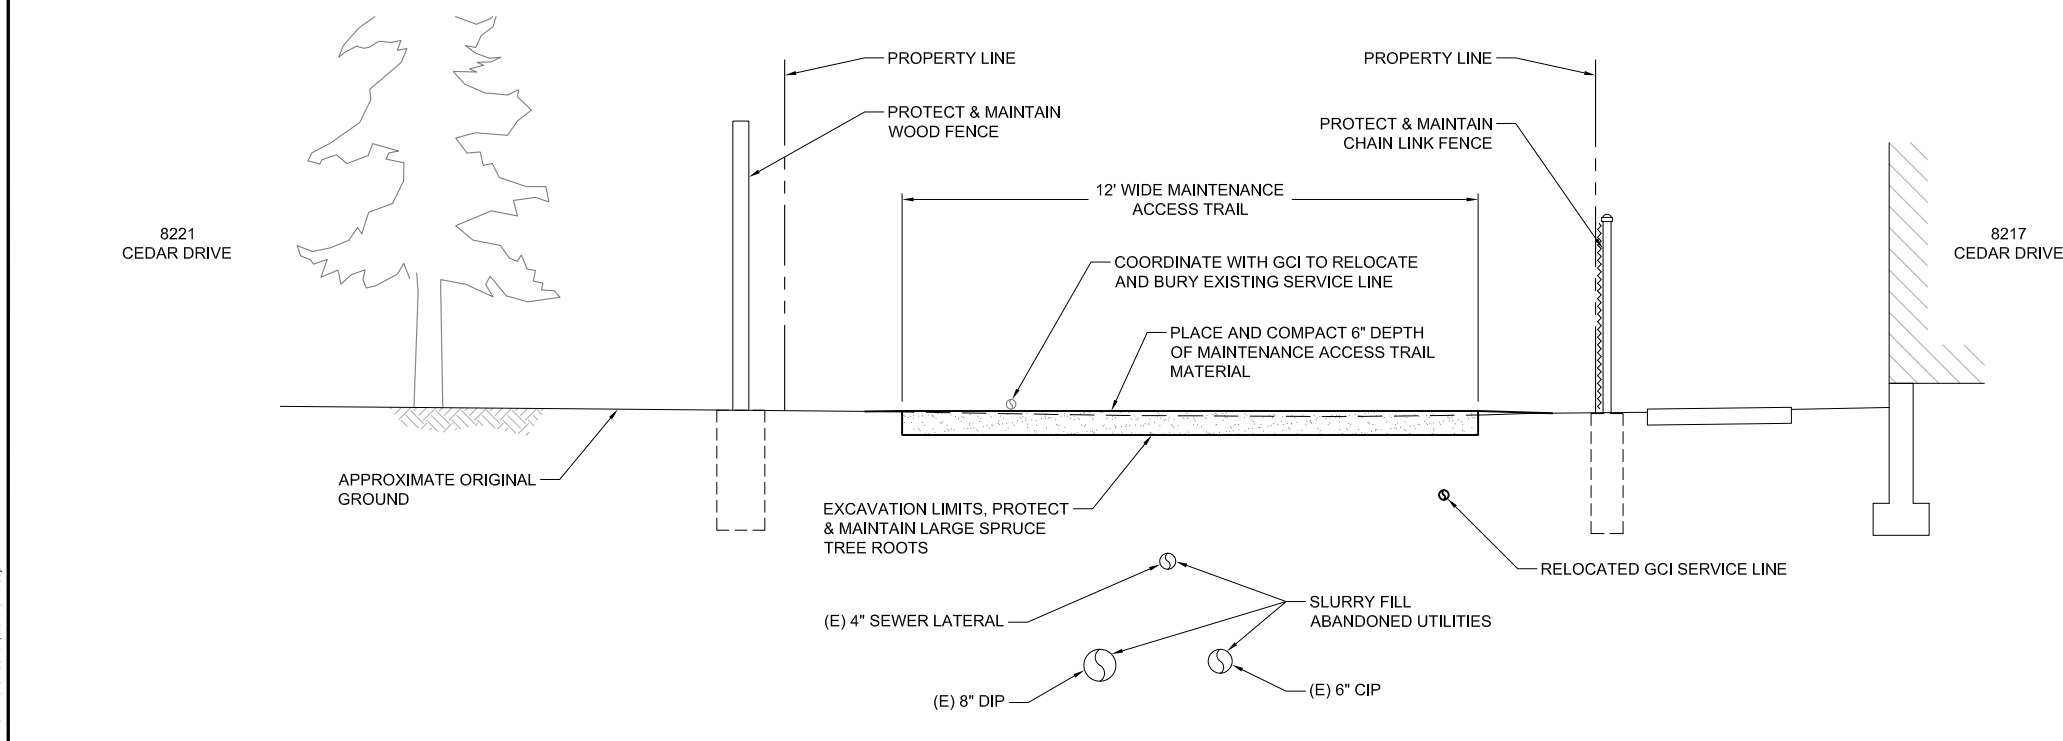 PROPERTY LINE
PROPERTY LINE
PROTECT & MAINTAIN
WOOD FENCE
PROTECT & MAINTAIN
CHAIN LINK FENCE
12' WIDE MAINTENANCE
ACCESS TRAIL
8221
CEDAR DRIVE
8217
CEDAR DRIVE
COORDINATE WITH GCI TO RELOCATE
AND BURY EXISTING SERVICE LINE
PLACE AND COMPACT 6" DEPTH
OF MAINTENANCE ACCESS TRAIL
MATERIAL
APPROXIMATE ORIGINAL
GROUND
EXCAVATION LIMITS, PROTECT
& MAINTAIN LARGE SPRUCE
TREE ROOTS
RELOCATED GCI SERVICE LINE
(E) 4" SEWER LATERAL
SLURRY FILL
ABANDONED UTILITIES
(E) 8" DIP
(E) 6" CIP